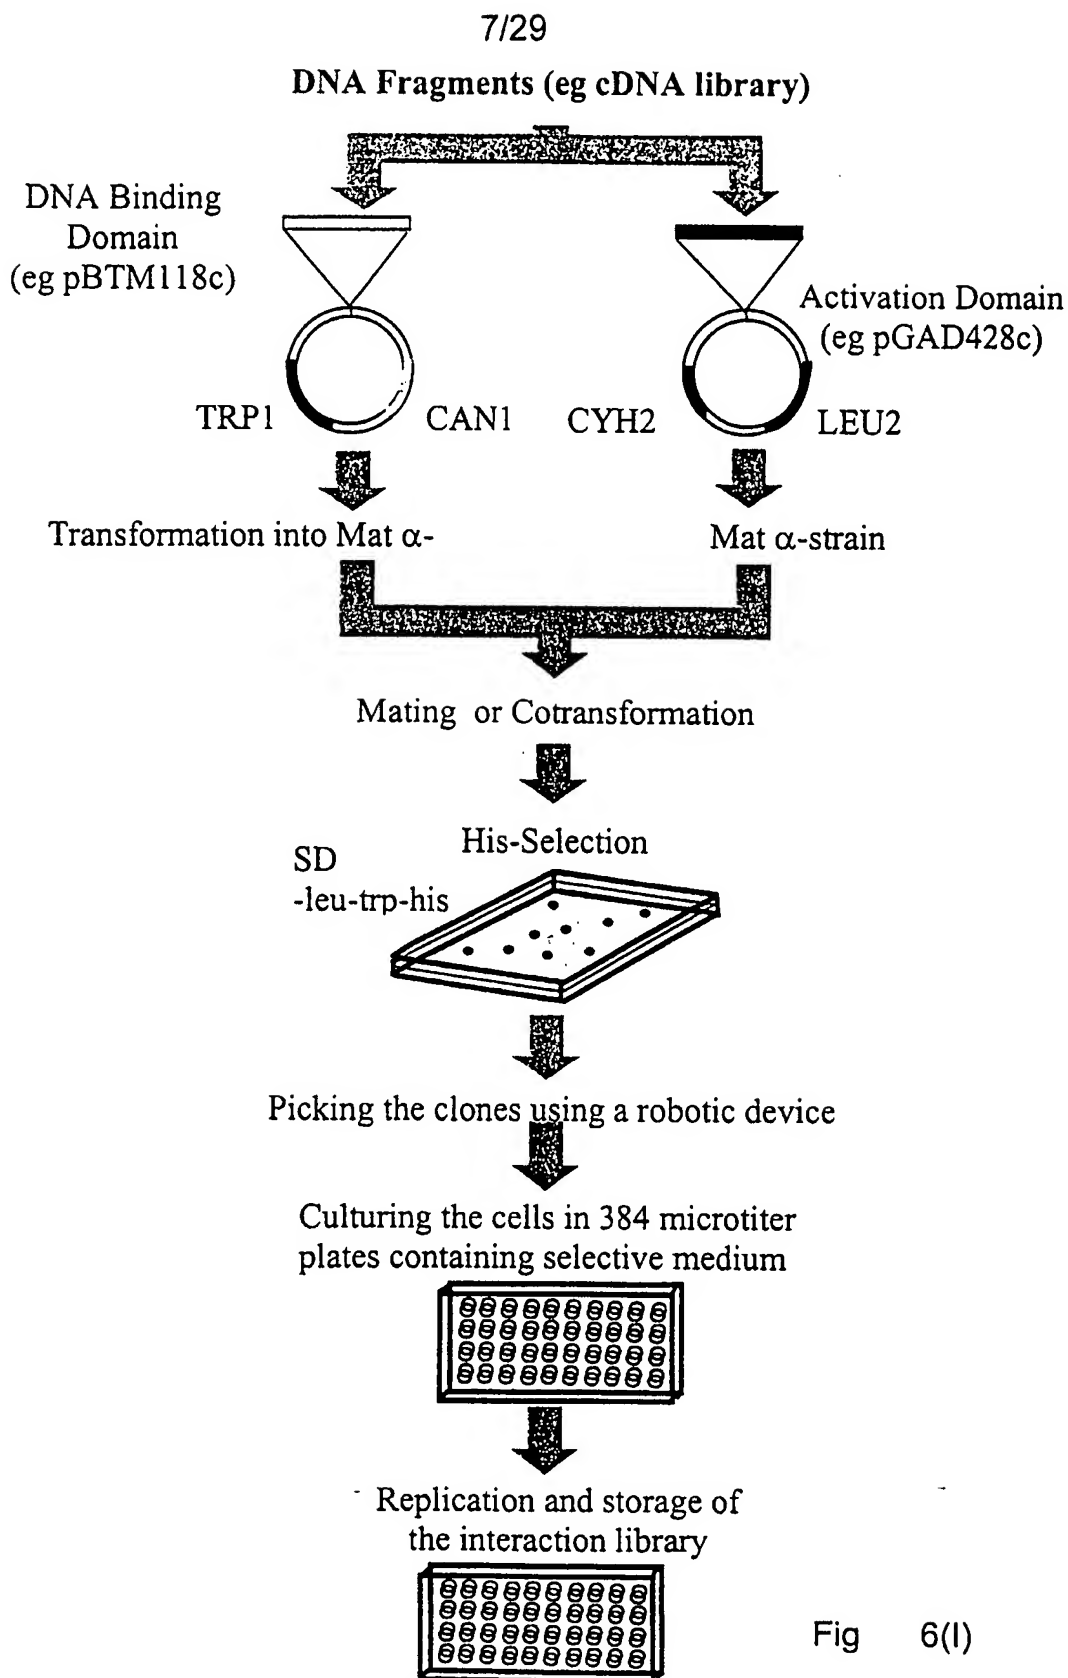 7/29
DNA Fragments (eg cDNA library)
DNA Binding
Domain
(eg pBTM118c)
Activation Domain
(eg pGAD428c)
TRP1
CAN1
CYH2
LEU2
Transformation into Mat α-
Mat α-strain
Mating or Cotransformation
His-Selection
SD
-leu-trp-his
Picking the clones using a robotic device
Culturing the cells in 384 microtiter
plates containing selective medium
Replication and storage of
the interaction library
Fig 6(I)